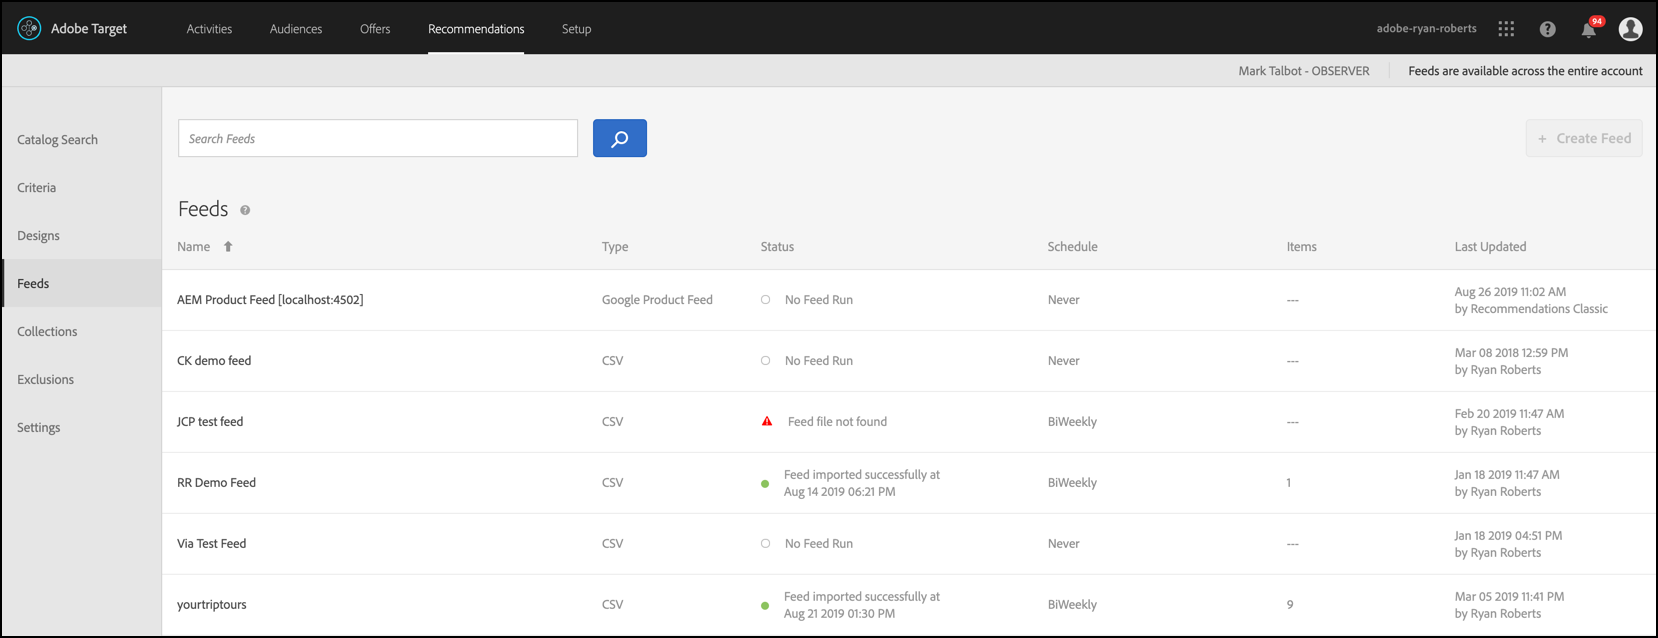 Adobe Target
Activities
Audiences
Offers
Recommendations
Setup
adobe-ryan-roberts
94
Mark Talbot - OBSERVER
Feeds are available across the entire account
Catalog Search
Criteria
Designs
Feeds
Collections
Exclusions
Settings
Search Feeds
+ Create Feed
Feeds
Name Type Status Schedule Items Last Updated
AEM Product Feed [localhost:4502] Google Product Feed No Feed Run Never --- Aug 26 2019 11:02 AM
by Recommendations Classic
CK demo feed CSV No Feed Run Never --- Mar 08 2018 12:59 PM
by Ryan Roberts
JCP test feed CSV Feed file not found BiWeekly --- Feb 20 2019 11:47 AM
by Ryan Roberts
RR Demo Feed CSV Feed imported successfully at BiWeekly 1 Jan 18 2019 11:47 AM
Aug 14 2019 06:21 PM by Ryan Roberts
Via Test Feed CSV No Feed Run Never --- Jan 18 2019 04:51 PM
by Ryan Roberts
yourtriptours CSV Feed imported successfully at BiWeekly 9 Mar 05 2019 11:41 PM
Aug 21 2019 01:30 PM by Ryan Roberts